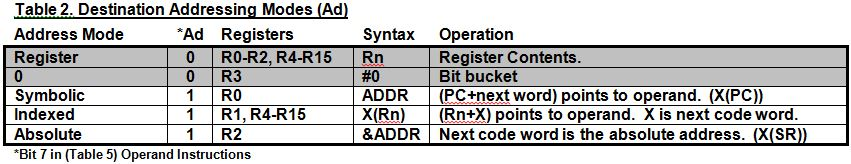 Table 2. Destination Addressing Modes (Ad)
Address Mode *Ad Registers Syntax Operation
Register 0 R0-R2, R4-R15 Rn Register Contents.
0 0 R3 #0 Bit bucket
Symbolic 1 R0 ADDR (PC+next word) points to operand. (X(PC))
Indexed 1 R1, R4-R15 X(Rn) (Rn+X) points to operand. X is next code word.
Absolute 1 R2 &ADDR Next code word is the absolute address. (X(SR))
*Bit 7 in (Table 5) Operand Instructions